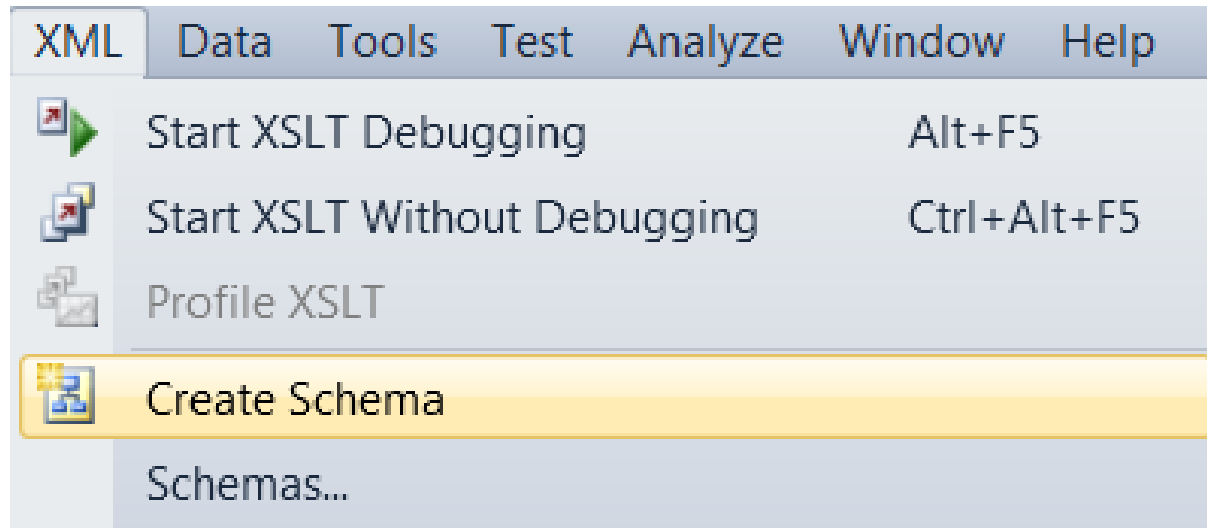 XML Data Tools Test Analyze Window Help
Start XSLT Debugging Alt+F5
Start XSLT Without Debugging Ctrl+Alt+F5
Profile XSLT
Create Schema
Schemas...